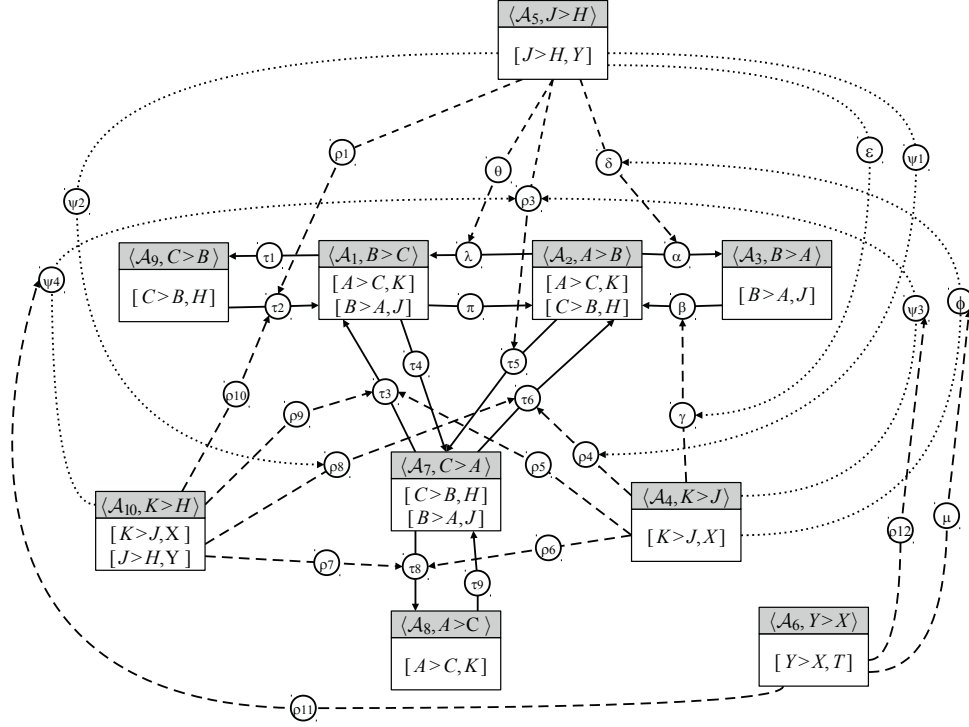 ⟨𝒜5, J>H⟩
[J>H, Y]
ρ1
θ
δ
ε
ψ1
ψ2
ρ3
⟨𝒜9, C>B⟩
[C>B, H]
τ1
⟨𝒜1, B>C⟩
[A>C, K]
[B>A, J]
λ
⟨𝒜2, A>B⟩
[A>C, K]
[C>B, H]
α
⟨𝒜3, B>A⟩
[B>A, J]
ψ4
τ2
π
β
ψ3
ϕ
τ4
τ5
ρ10
ρ9
τ3
τ6
γ
ρ8
ρ5
ρ4
⟨𝒜7, C>A⟩
[C>B, H]
[B>A, J]
⟨𝒜10, K>H⟩
[K>J, X]
[J>H, Y]
⟨𝒜4, K>J⟩
[K>J, X]
ρ12
μ
ρ7
τ8
ρ6
τ9
⟨𝒜8, A>C⟩
[A>C, K]
⟨𝒜6, Y>X⟩
[Y>X, T]
ρ11